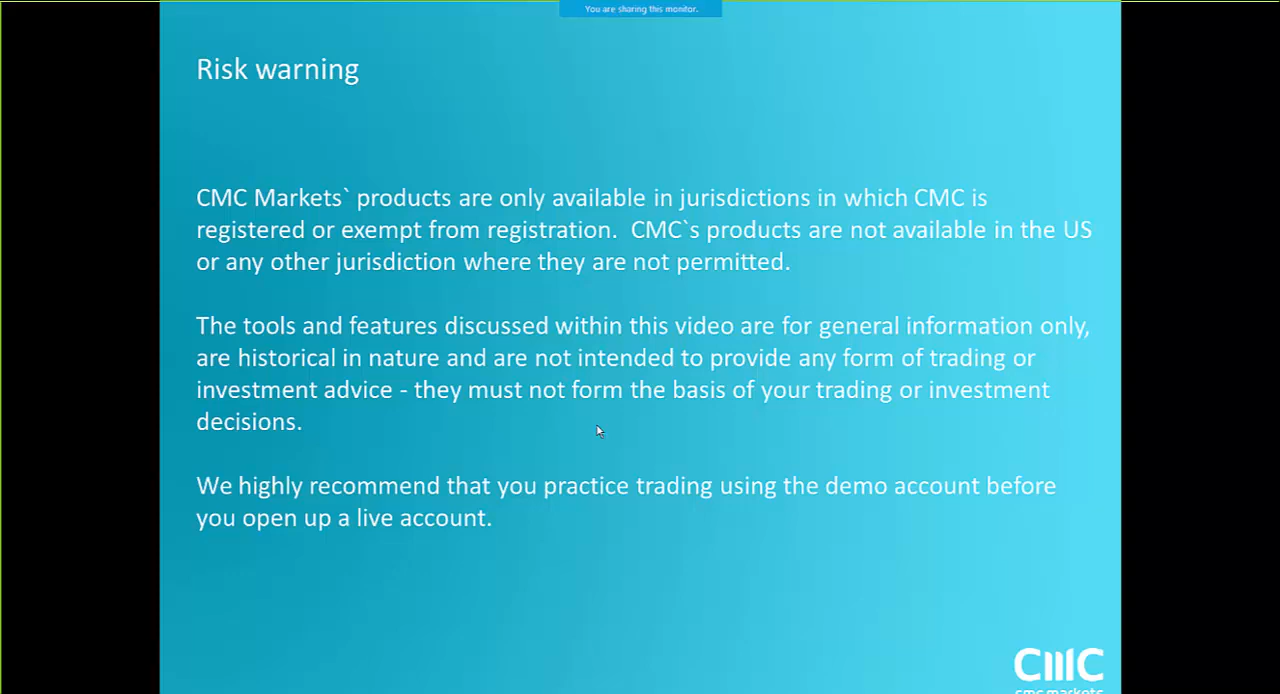 You are sharing this monitor.
Risk warning
CMC Markets` products are only available in jurisdictions in which CMC is
registered or exempt from registration.  CMC`s products are not available in the US
or any other jurisdiction where they are not permitted.
The tools and features discussed within this video are for general information only,
are historical in nature and are not intended to provide any form of trading or
investment advice - they must not form the basis of your trading or investment
decisions.
We highly recommend that you practice trading using the demo account before
you open up a live account.
CMC
cmc markets